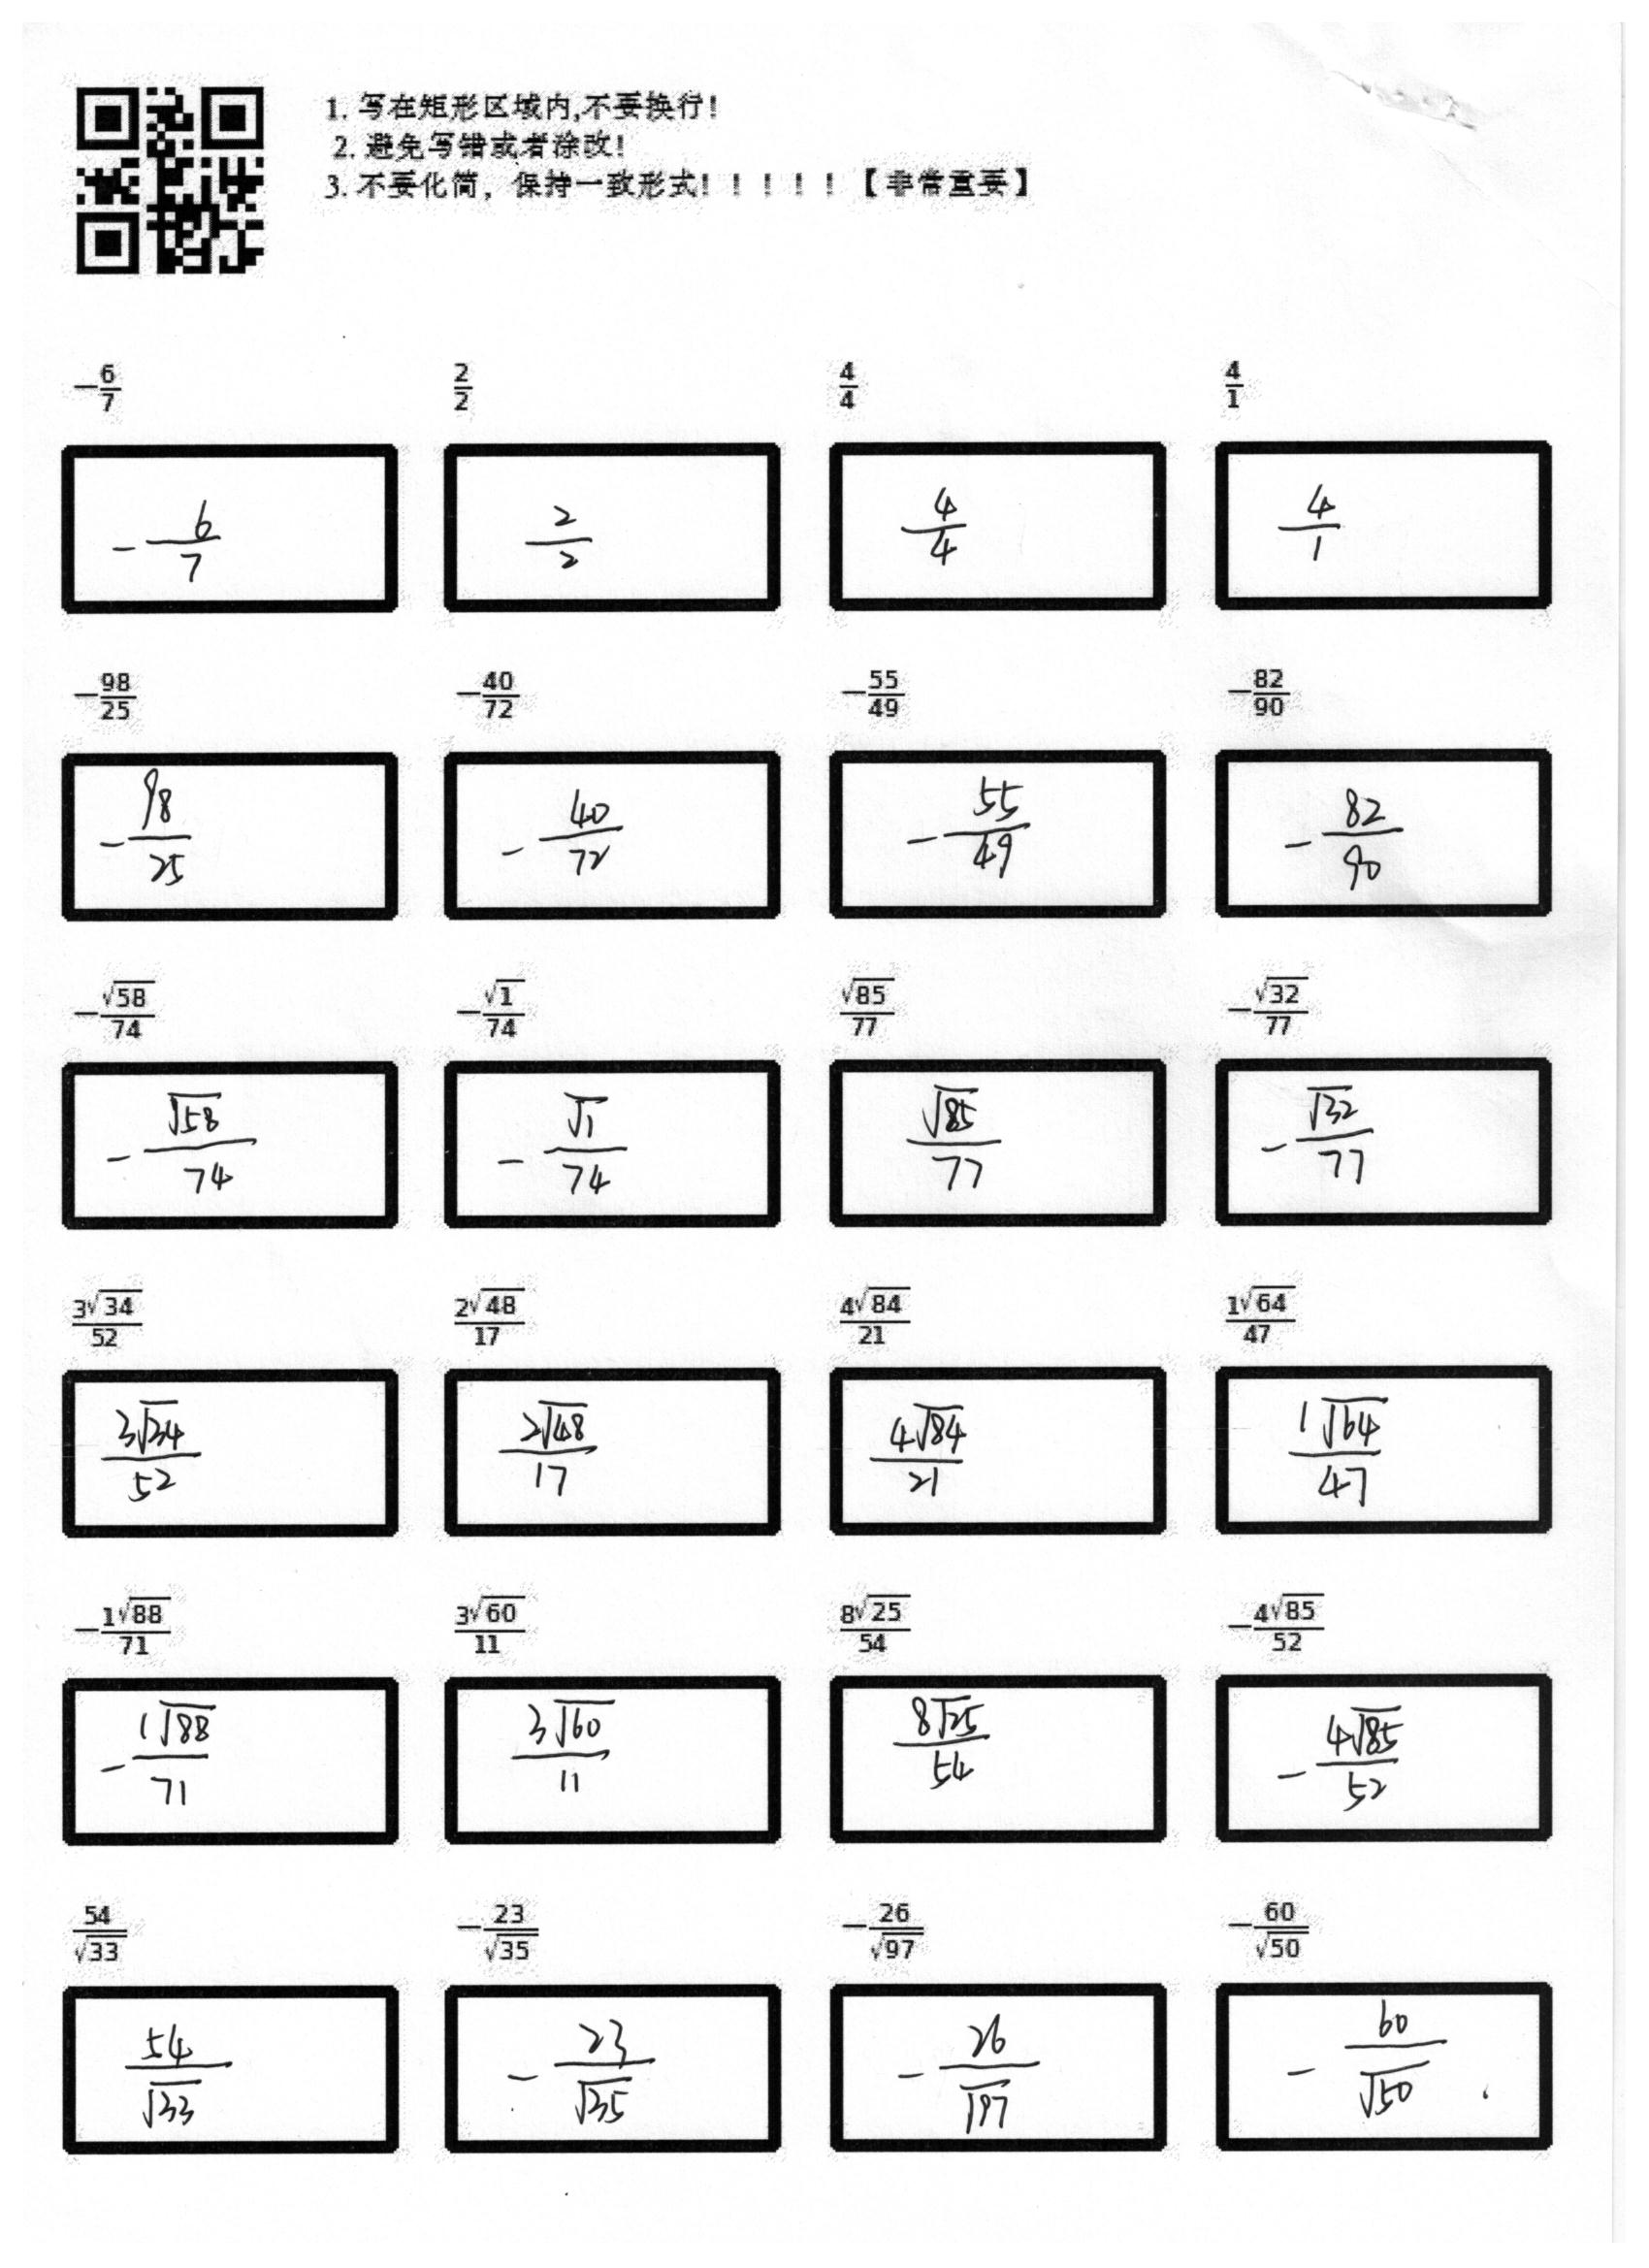 1. 写在矩形区域内,不要换行!
2. 避免写错或者涂改!
3. 不要化简，保持一致形式! ! ! ! ! 【非常重要】
-\frac{6}{7} \frac{2}{2} \frac{4}{4} \frac{4}{1}
-\frac{6}{7} \frac{2}{2} \frac{4}{4} \frac{4}{1}
-\frac{98}{25} -\frac{40}{72} -\frac{55}{49} -\frac{82}{90}
-\frac{98}{25} -\frac{40}{72} -\frac{55}{49} -\frac{82}{90}
-\frac{\sqrt{58}}{74} -\frac{\sqrt{1}}{74} \frac{\sqrt{85}}{77} -\frac{\sqrt{32}}{77}
-\frac{\sqrt{58}}{74} -\frac{\sqrt{1}}{74} \frac{\sqrt{85}}{77} -\frac{\sqrt{32}}{77}
\frac{3\sqrt{34}}{52} \frac{2\sqrt{48}}{17} \frac{4\sqrt{84}}{21} \frac{1\sqrt{64}}{47}
\frac{3\sqrt{34}}{52} \frac{2\sqrt{48}}{17} \frac{4\sqrt{84}}{21} \frac{1\sqrt{64}}{47}
-\frac{1\sqrt{88}}{71} \frac{3\sqrt{60}}{11} \frac{8\sqrt{25}}{54} -\frac{4\sqrt{85}}{52}
-\frac{1\sqrt{88}}{71} \frac{3\sqrt{60}}{11} \frac{8\sqrt{25}}{54} -\frac{4\sqrt{85}}{52}
\frac{54}{\sqrt{33}} -\frac{23}{\sqrt{35}} -\frac{26}{\sqrt{97}} -\frac{60}{\sqrt{50}}
\frac{54}{\sqrt{33}} -\frac{23}{\sqrt{35}} -\frac{26}{\sqrt{97}} -\frac{60}{\sqrt{50}}